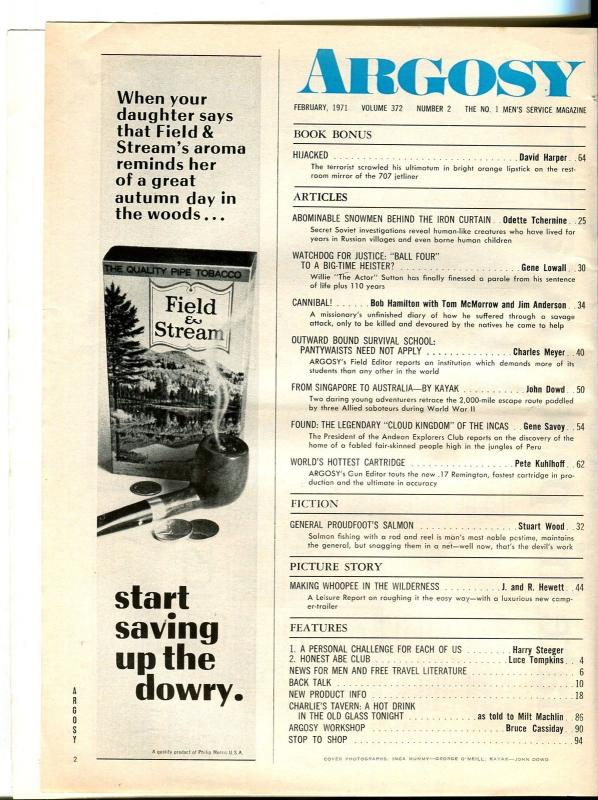 When your
daughter says
that Field &
Stream's aroma
reminds her
of a great
autumn day in
the woods...
THE QUALITY PIPE TOBACCO
Field
&
Stream
start
saving
up the
dowry.
A quality product of Philip Morris U.S.A.
ARGOSY
2
ARGOSY
FEBRUARY, 1971 VOLUME 372 NUMBER 2 THE NO. 1 MEN'S SERVICE MAGAZINE
BOOK BONUS
HIJACKED . . . . David Harper . . 64
The terrorist scrawled his ultimatum in bright orange lipstick on the rest-
room mirror of the 707 jetliner
ARTICLES
ABOMINABLE SNOWMEN BEHIND THE IRON CURTAIN . . Odette Tchernine . . 25
Secret Soviet investigations reveal human-like creatures who have lived for
years in Russian villages and even borne human children
WATCHDOG FOR JUSTICE: "BALL FOUR"
TO A BIG-TIME HEISTER? . . . . Gene Lowall . . 30
Willie "The Actor" Sutton has finally finessed a parole from his sentence
of life plus 110 years
CANNIBAL! . . . . . . Bob Hamilton with Tom McMorrow and Jim Anderson . . 34
A missionary's unfinished diary of how he suffered through a savage
attack, only to be killed and devoured by the natives he came to help
OUTWARD BOUND SURVIVAL SCHOOL:
PANTYWAISTS NEED NOT APPLY . . . . Charles Meyer . . 40
ARGOSY's Field Editor reports on an institution which demands more of its
students than any other in the world
FROM SINGAPORE TO AUSTRALIA—BY KAYAK . . . . John Dowd . . 50
Two daring young adventurers retrace the 2,000-mile escape route paddled
by three Allied saboteurs during World War II
FOUND: THE LEGENDARY "CLOUD KINGDOM" OF THE INCAS . . Gene Savoy . . 54
The President of the Andean Explorers Club reports on the discovery of the
home of a fabled fair-skinned people high in the jungles of Peru
WORLD'S HOTTEST CARTRIDGE . . . . Pete Kuhlhoff . . 62
ARGOSY's Gun Editor touts the new .17 Remington, fastest cartridge in pro-
duction and the ultimate in accuracy
FICTION
GENERAL PROUDFOOT'S SALMON . . . . Stuart Wood . . 32
Salmon fishing with a rod and reel is man's most noble pastime, maintains
the general, but snagging them in a net—well now, that's the devil's work
PICTURE STORY
MAKING WHOOPEE IN THE WILDERNESS . . . . J. and R. Hewett . . 44
A Leisure Report on roughing it the easy way—with a luxurious new camp-
er-trailer
FEATURES
1. A PERSONAL CHALLENGE FOR EACH OF US . . . . Harry Steeger
2. HONEST ABE CLUB . . . . Luce Tompkins . . 4
NEWS FOR MEN AND FREE TRAVEL LITERATURE . . . . 6
BACK TALK . . . . 10
NEW PRODUCT INFO . . . . 18
CHARLIE'S TAVERN: A HOT DRINK
IN THE OLD GLASS TONIGHT . . . . as told to Milt Machlin . . 86
ARGOSY WORKSHOP . . . . Bruce Cassiday . . 90
STOP TO SHOP . . . . 94
COVER PHOTOGRAPHS: INCA MUMMY—GEORGE O'NEILL; KAYAK—JOHN DOWD